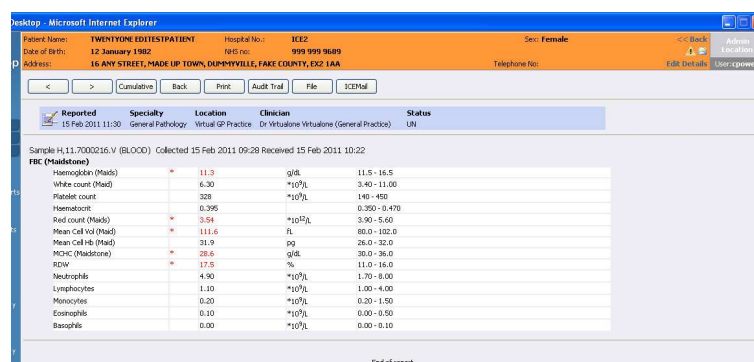 Desktop - Microsoft Internet Explorer
Patient Name: TWENTYONE EDITESTPATIENT Hospital No.: ICE2 Sex: Female << Back Admin
Date of Birth: 12 January 1982 NHS no: 999 999 9689 Location
Address: 16 ANY STREET, MADE UP TOWN, DUMMYVILLE, FAKE COUNTY, EX2 1AA Telephone No: Edit Details User:cpowe
< > Cumulative Back Print Audit Trail File ICEMail
Reported Specialty Location Clinician Status
15 Feb 2011 11:30 General Pathology Virtual GP Practice Dr Virtualone Virtualone (General Practice) UN
Sample H,11.7000216.V (BLOOD) Collected 15 Feb 2011 09:28 Received 15 Feb 2011 10:22
FBC (Maidstone)
Haemoglobin (Maids) * 11.3 g/dL 11.5 - 16.5
White count (Maid) 6.30 *10⁹/L 3.40 - 11.00
Platelet count 328 *10⁹/L 140 - 450
Haematocrit 0.395 0.350 - 0.470
Red count (Maids) * 3.54 *10¹²/L 3.90 - 5.60
Mean Cell Vol (Maid) * 111.6 fL 80.0 - 102.0
Mean Cell Hb (Maid) 31.9 pg 26.0 - 32.0
MCHC (Maidstone) * 28.6 g/dL 30.0 - 36.0
RDW * 17.5 % 11.0 - 16.0
Neutrophils 4.90 *10⁹/L 1.70 - 8.00
Lymphocytes 1.10 *10⁹/L 1.00 - 4.00
Monocytes 0.20 *10⁹/L 0.20 - 1.50
Eosinophils 0.10 *10⁹/L 0.00 - 0.50
Basophils 0.00 *10⁹/L 0.00 - 0.10
End of report